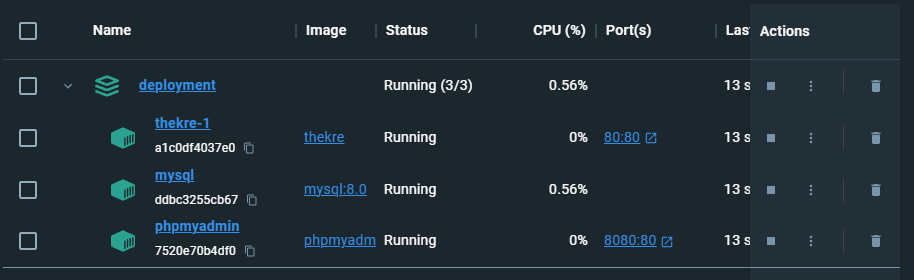 Name Image Status CPU (%) Port(s) Las Actions
deployment Running (3/3) 0.56% 13 s
thekre-1
a1c0df4037e0 thekre Running 0% 80:80 13 s
mysql
ddbc3255cb67 mysql:8.0 Running 0.56% 13 s
phpmyadmin
7520e70b4df0 phpmyadm Running 0% 8080:80 13 s